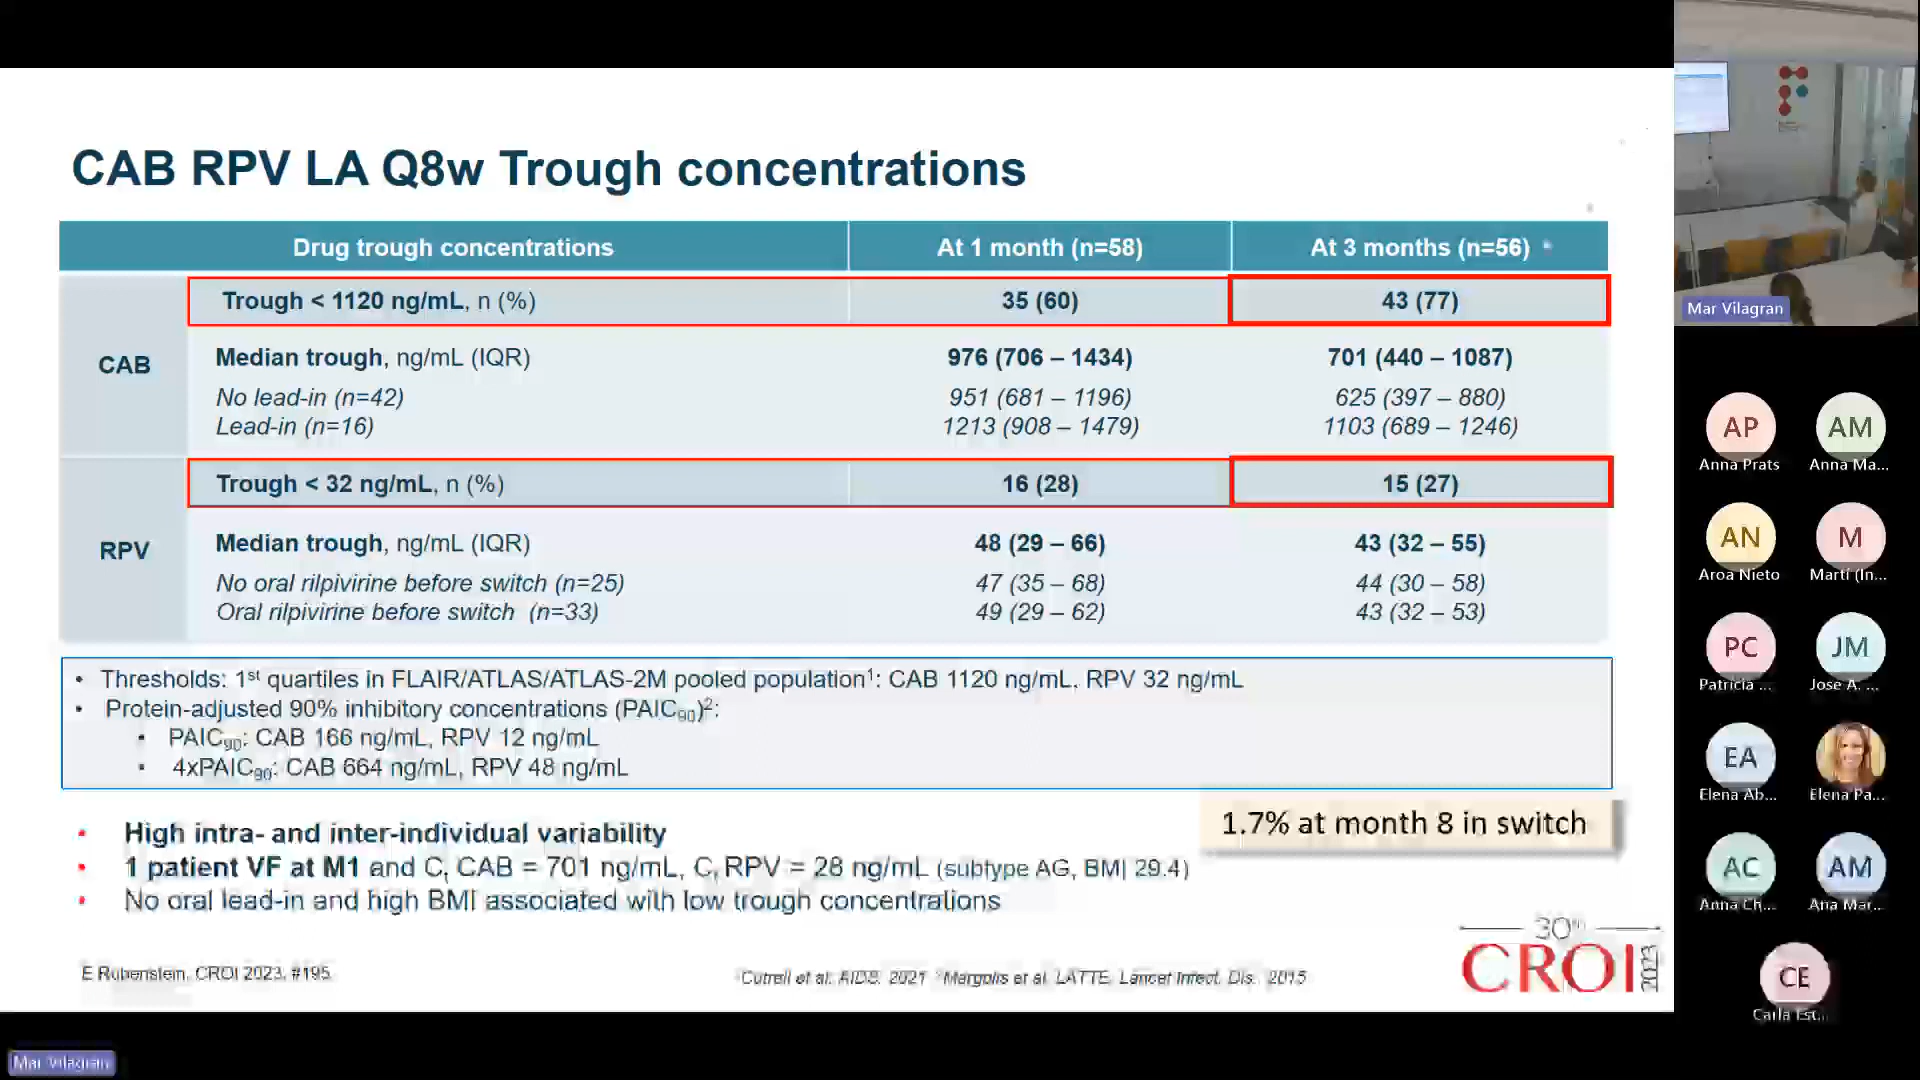 CAB RPV LA Q8w Trough concentrations
Drug trough concentrations At 1 month (n=58) At 3 months (n=56)
CAB
Trough < 1120 ng/mL, n (%) 35 (60) 43 (77)
Median trough, ng/mL (IQR) 976 (706 – 1434) 701 (440 – 1087)
No lead-in (n=42) 951 (681 – 1196) 625 (397 – 880)
Lead-in (n=16) 1213 (908 – 1479) 1103 (689 – 1246)
RPV
Trough < 32 ng/mL, n (%) 16 (28) 15 (27)
Median trough, ng/mL (IQR) 48 (29 – 66) 43 (32 – 55)
No oral rilpivirine before switch (n=25) 47 (35 – 68) 44 (30 – 58)
Oral rilpivirine before switch (n=33) 49 (29 – 62) 43 (32 – 53)
• Thresholds: 1st quartiles in FLAIR/ATLAS/ATLAS-2M pooled population1: CAB 1120 ng/mL, RPV 32 ng/mL
• Protein-adjusted 90% inhibitory concentrations (PAIC90)2:
• PAIC90: CAB 166 ng/mL, RPV 12 ng/mL
• 4xPAIC90: CAB 664 ng/mL, RPV 48 ng/mL
1.7% at month 8 in switch
• High intra- and inter-individual variability
• 1 patient VF at M1 and Ct CAB = 701 ng/mL, Ct RPV = 28 ng/mL (subtype AG, BMI 29.4)
• No oral lead-in and high BMI associated with low trough concentrations
E Rubenstein, CROI 2023, #195
Cutrell et al. AIDS. 2021 2Margolis et al. LATTE, Lancet Infect. Dis. 2015
30th
CROI 2023
Mar Vilagran
Mar Vilagran
AP AM
Anna Prats Anna Ma...
AN M
Aroa Nieto Martí (In...
PC JM
Patricia ... Jose A. ...
EA
Elena Ab... Elena Pa...
AC AM
Anna Ch... Ana Mar...
CE
Carla Est...